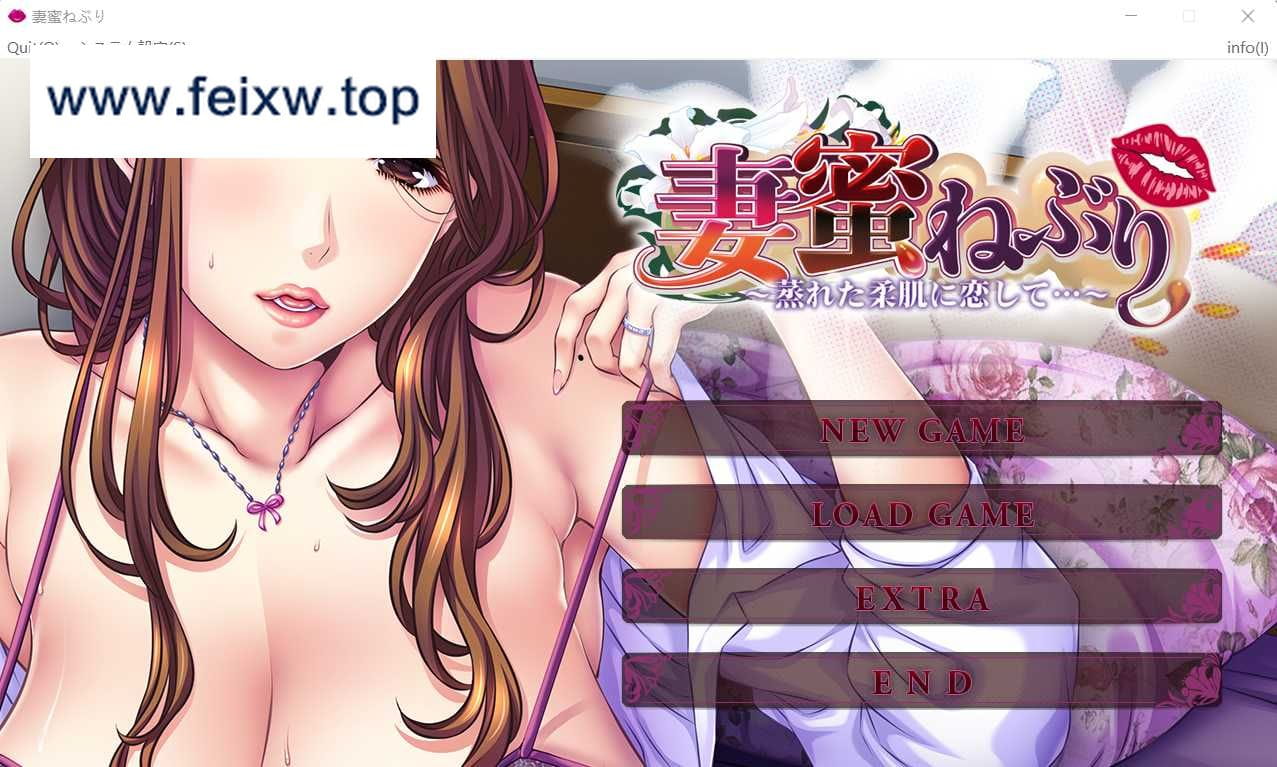 妻蜜ねぶり
info(I)
www.feixw.top
妻蜜ねぶり
～蒸れた柔肌に恋して…～
NEW GAME
LOAD GAME
EXTRA
END